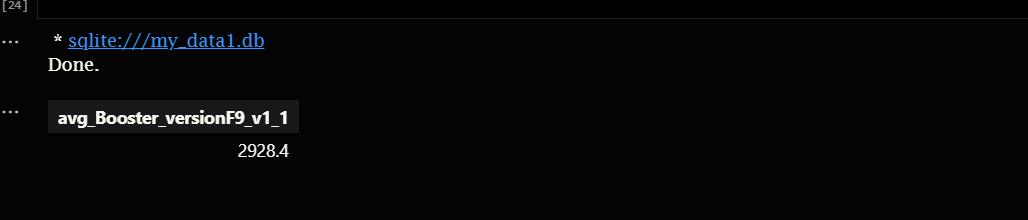 [24]
... * sqlite:///my_data1.db
Done.
... avg_Booster_versionF9_v1_1
2928.4